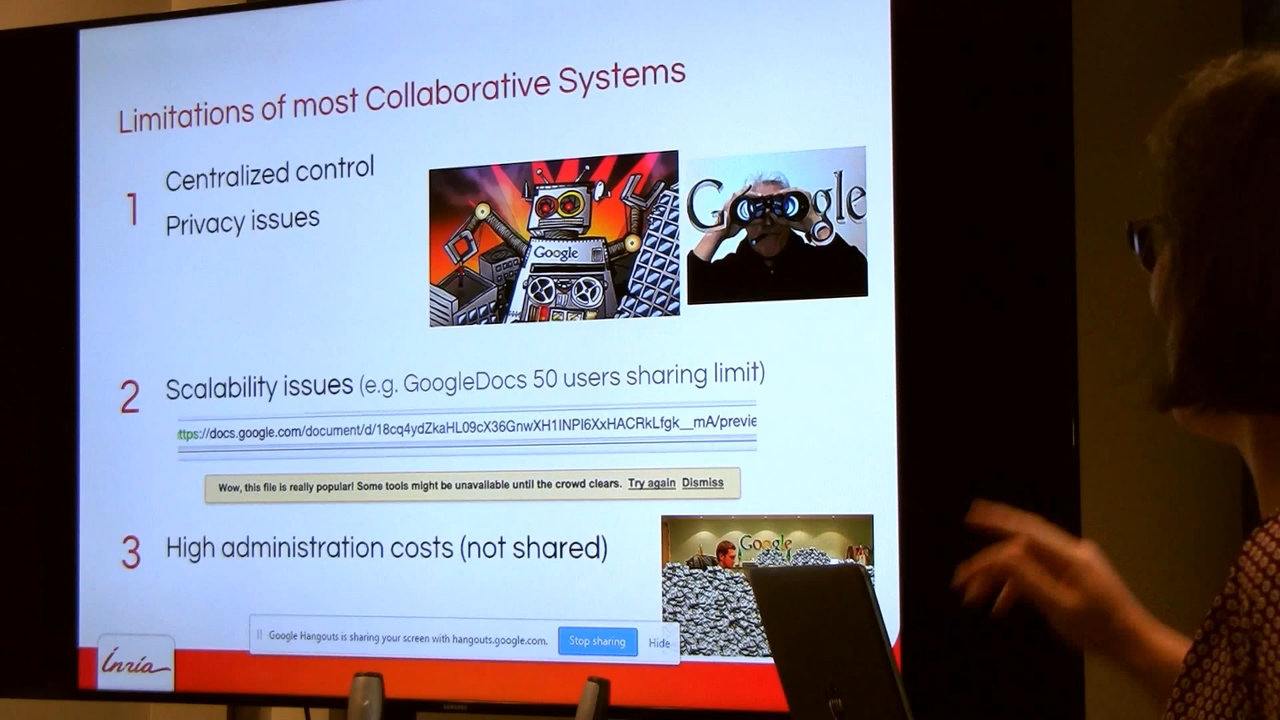 Limitations of most Collaborative Systems
1
Centralized control
Privacy issues
Google
Google
2
Scalability issues (e.g. GoogleDocs 50 users sharing limit)
ttps://docs.google.com/document/d/18cq4ydZkaHL09cX36GnwXH1INPI6XxHACRkLfgk__mA/previe
Wow, this file is really popular! Some tools might be unavailable until the crowd clears. Try again Dismiss
3
High administration costs (not shared)
Google
Google Hangouts is sharing your screen with hangouts.google.com. Stop sharing Hide
Inria
SAMSUNG